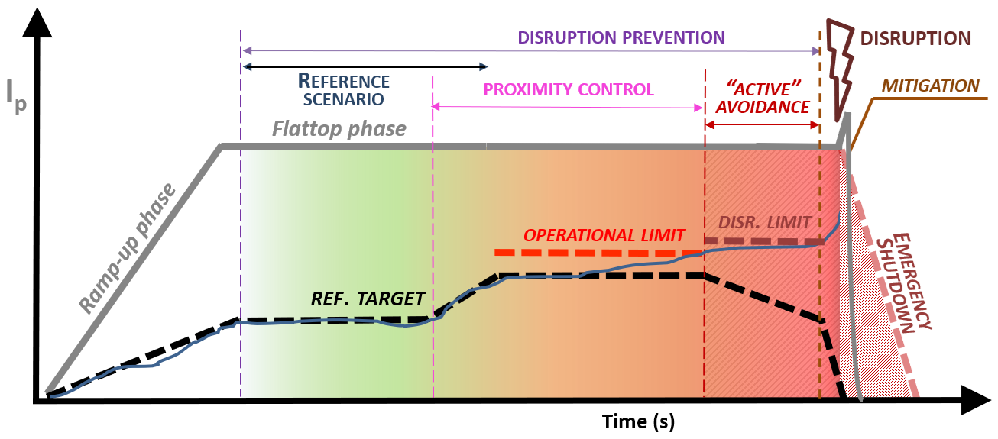 DISRUPTION PREVENTION
DISRUPTION
REFERENCE
SCENARIO
PROXIMITY CONTROL
“ACTIVE”
AVOIDANCE
MITIGATION
Ip
Flattop phase
Ramp-up phase
OPERATIONAL LIMIT
DISR. LIMIT
REF. TARGET
EMERGENCY
SHUTDOWN
Time (s)